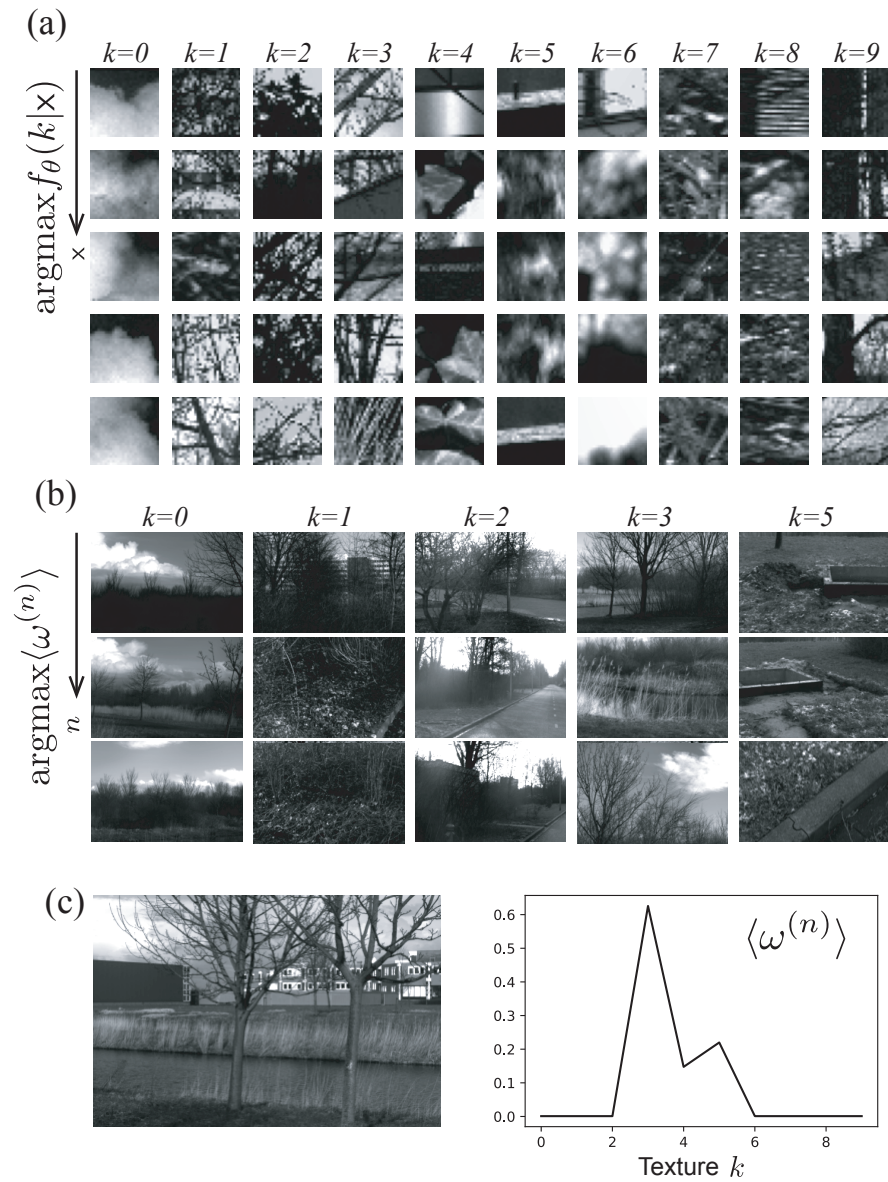 (a)
k=0 k=1 k=2 k=3 k=4 k=5 k=6 k=7 k=8 k=9
argmax f_θ(k|x)
x
(b)
k=0 k=1 k=2 k=3 k=5
argmax⟨ω^(n)⟩
n
(c)
⟨ω^(n)⟩
0.6
0.5
0.4
0.3
0.2
0.1
0.0
0 2 4 6 8
Texture k